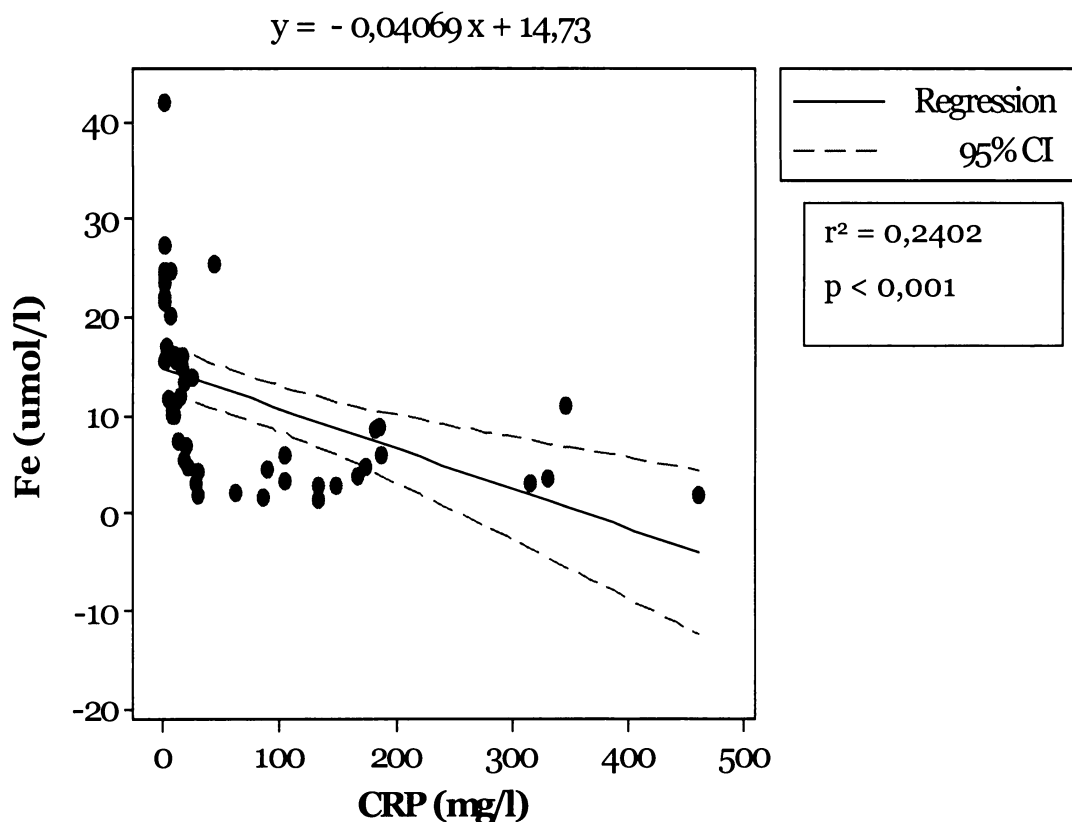 y = - 0,04069 x + 14,73
Regression
95% CI
r² = 0,2402
p < 0,001
Fe (umol/l)
40
30
20
10
0
-10
-20
0 100 200 300 400 500
CRP (mg/l)